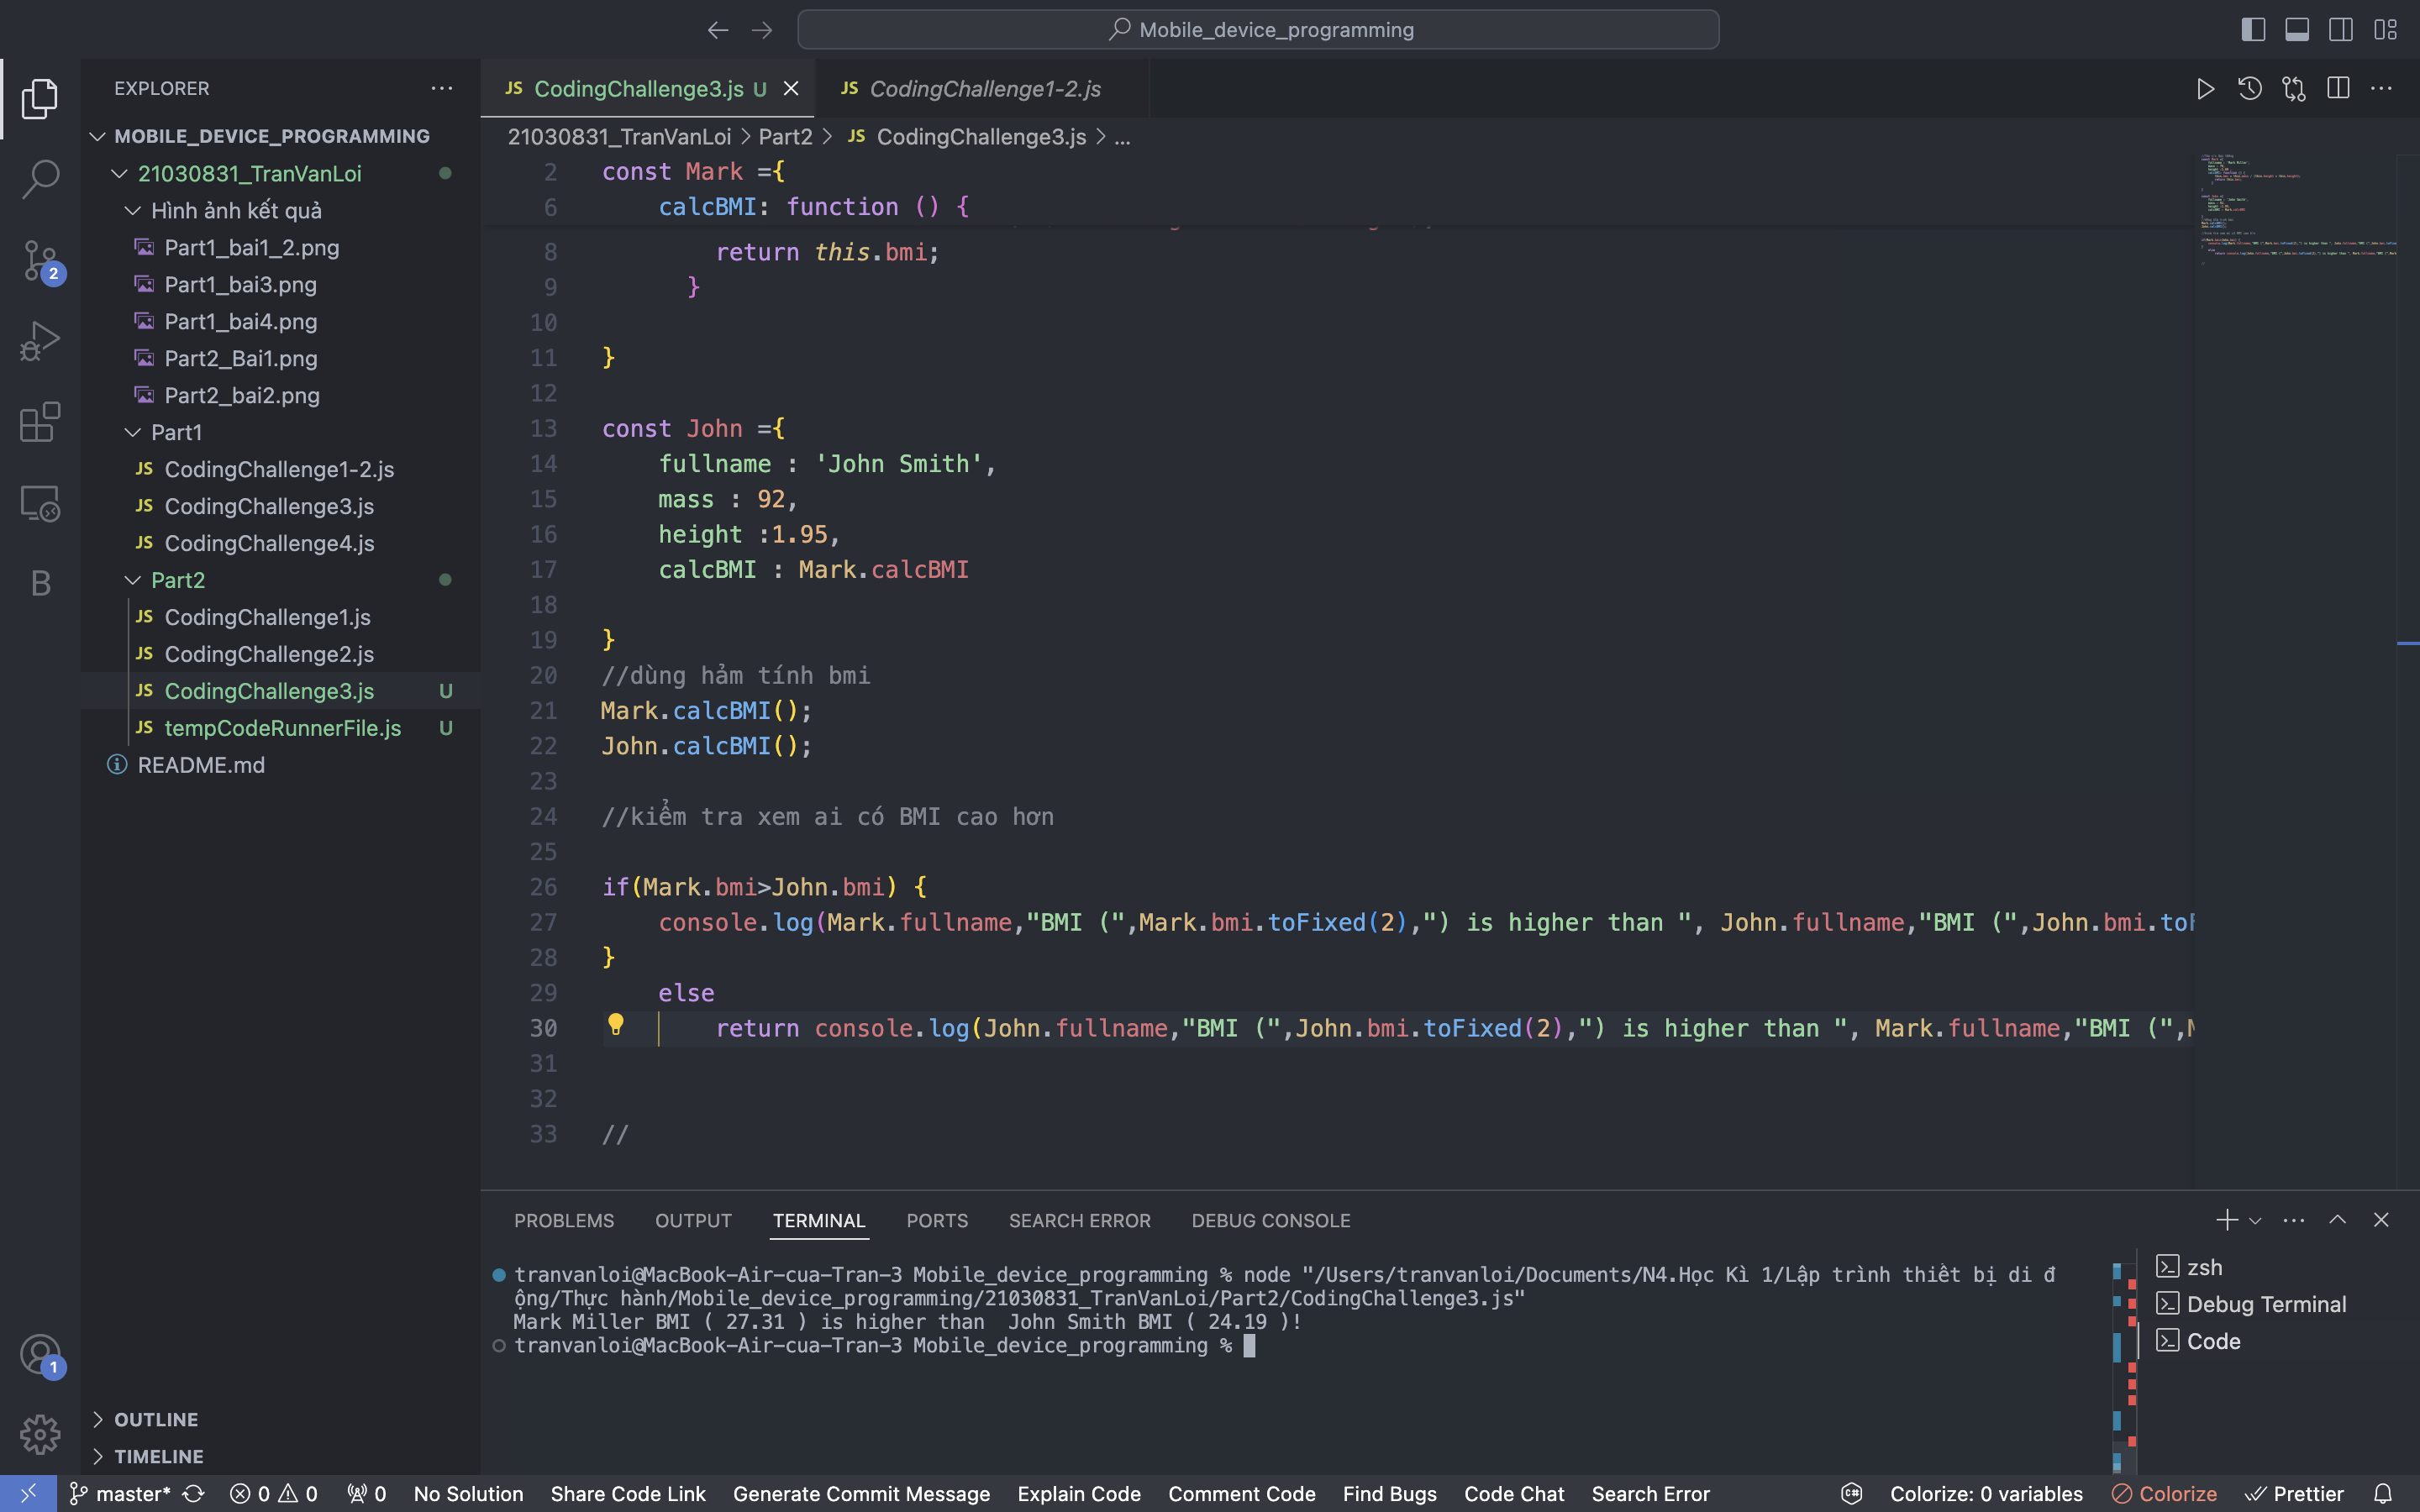 Mobile_device_programming
EXPLORER
MOBILE_DEVICE_PROGRAMMING
21030831_TranVanLoi
Hình ảnh kết quả
Part1_bai1_2.png
Part1_bai3.png
Part1_bai4.png
Part2_Bai1.png
Part2_bai2.png
Part1
JS CodingChallenge1-2.js
JS CodingChallenge3.js
JS CodingChallenge4.js
Part2
JS CodingChallenge1.js
JS CodingChallenge2.js
JS CodingChallenge3.js U
JS tempCodeRunnerFile.js U
README.md
OUTLINE
TIMELINE
2
B
1
JS CodingChallenge3.js U
JS CodingChallenge1-2.js
21030831_TranVanLoi > Part2 > JS CodingChallenge3.js > ...
2 const Mark ={
6 calcBMI: function () {
8 return this.bmi;
9 }
10
11 }
12
13 const John ={
14 fullname : 'John Smith',
15 mass : 92,
16 height :1.95,
17 calcBMI : Mark.calcBMI
18
19 }
20 //dùng hảm tính bmi
21 Mark.calcBMI();
22 John.calcBMI();
23
24 //kiểm tra xem ai có BMI cao hơn
25
26 if(Mark.bmi>John.bmi) {
27 console.log(Mark.fullname,"BMI (",Mark.bmi.toFixed(2),") is higher than ", John.fullname,"BMI (",John.bmi.toF
28 }
29 else
30 return console.log(John.fullname,"BMI (",John.bmi.toFixed(2),") is higher than ", Mark.fullname,"BMI (",M
31
32
33 //
PROBLEMS OUTPUT TERMINAL PORTS SEARCH ERROR DEBUG CONSOLE
tranvanloi@MacBook-Air-cua-Tran-3 Mobile_device_programming % node "/Users/tranvanloi/Documents/N4.Học Kì 1/Lập trình thiết bị di đ
ộng/Thực hành/Mobile_device_programming/21030831_TranVanLoi/Part2/CodingChallenge3.js"
Mark Miller BMI ( 27.31 ) is higher than  John Smith BMI ( 24.19 )!
tranvanloi@MacBook-Air-cua-Tran-3 Mobile_device_programming %
zsh
Debug Terminal
Code
master* 0 0 0 No Solution Share Code Link Generate Commit Message Explain Code Comment Code Find Bugs Code Chat Search Error Colorize: 0 variables Colorize Prettier